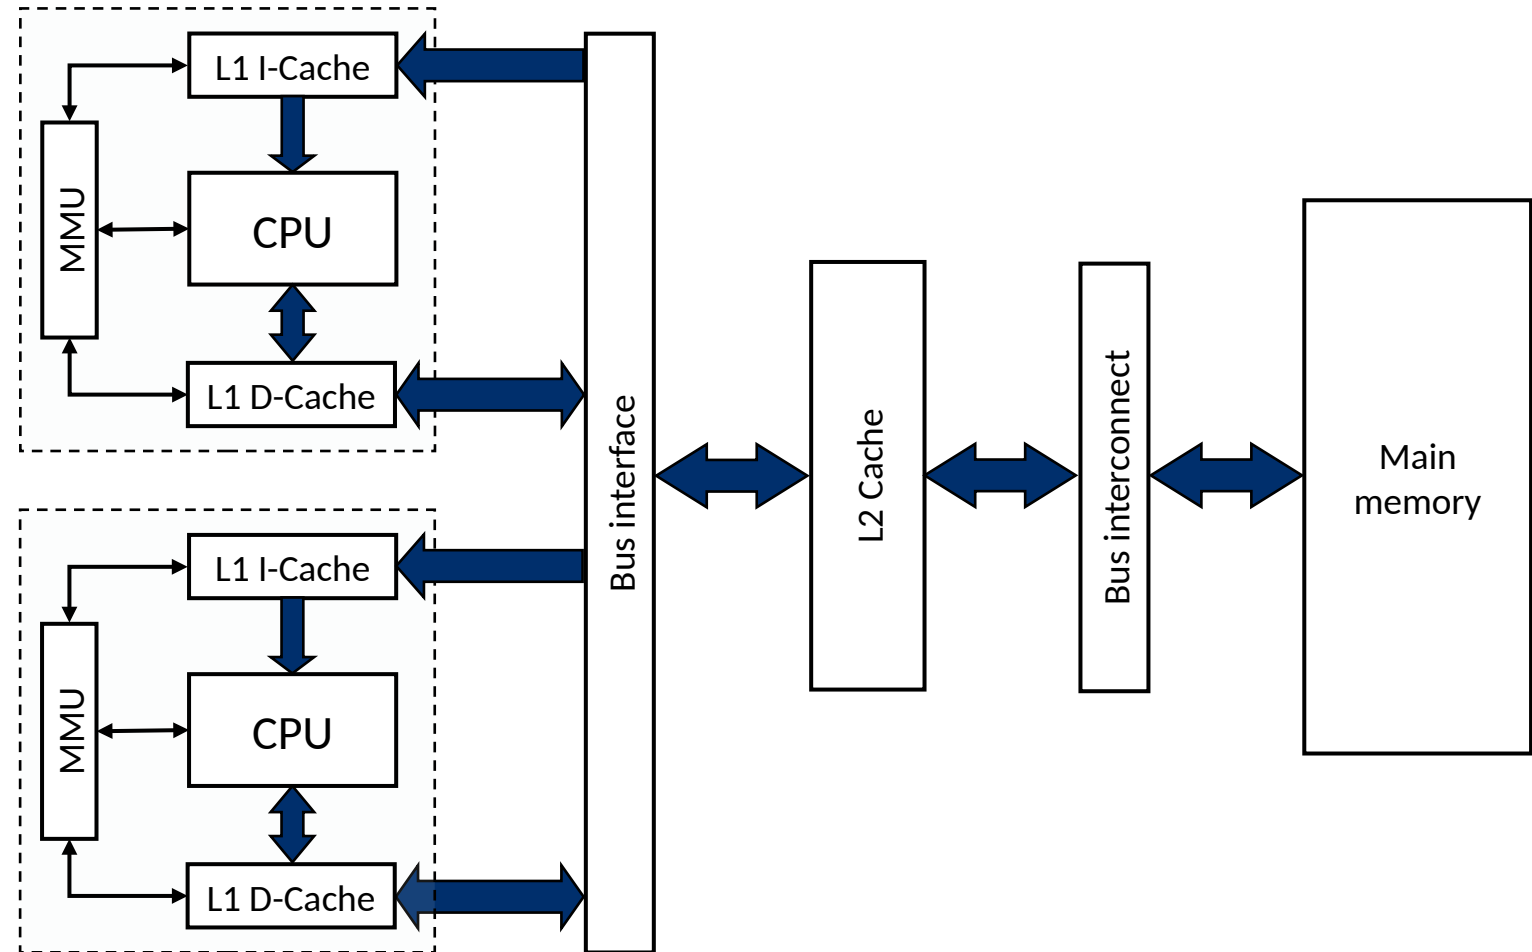 L1 I-Cache
MMU
CPU
L1 D-Cache
L1 I-Cache
MMU
CPU
L1 D-Cache
Bus interface
L2 Cache
Bus interconnect
Main
memory